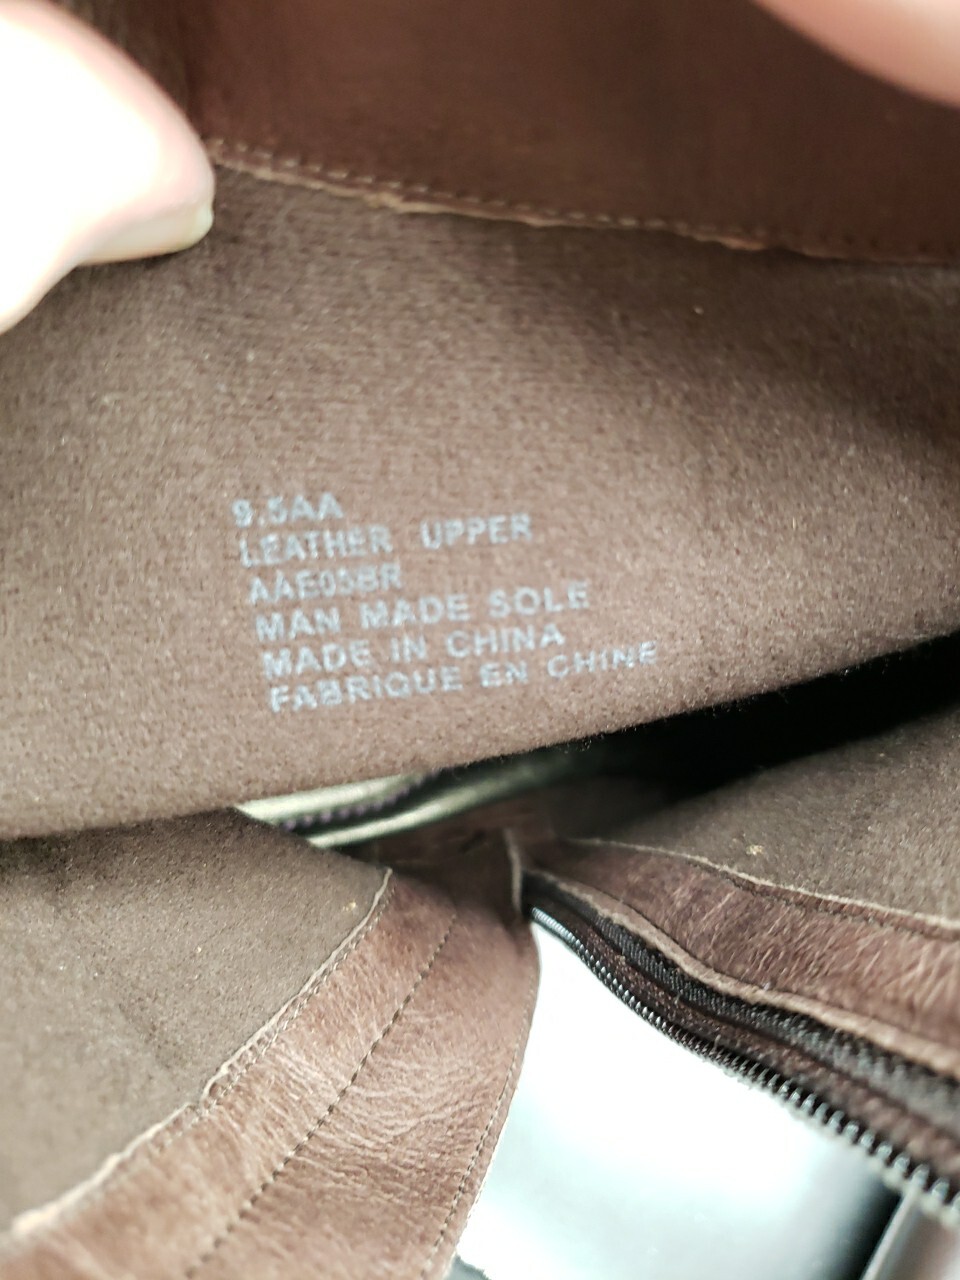 9.5AA
LEATHER UPPER
AAE05BR
MAN MADE SOLE
MADE IN CHINA
FABRIQUE EN CHINE